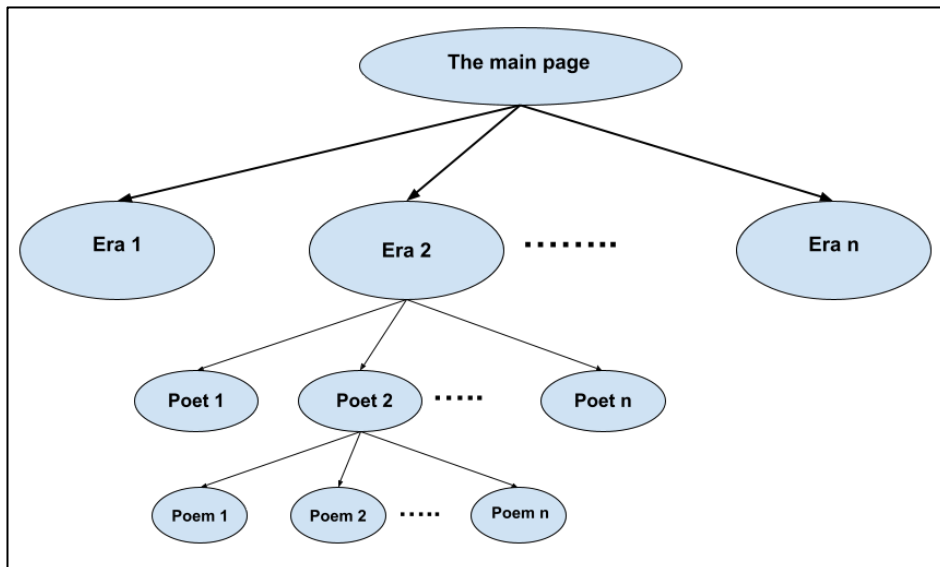 The main page
Era 1
Era 2
Era n
Poet 1
Poet 2
Poet n
Poem 1
Poem 2
Poem n